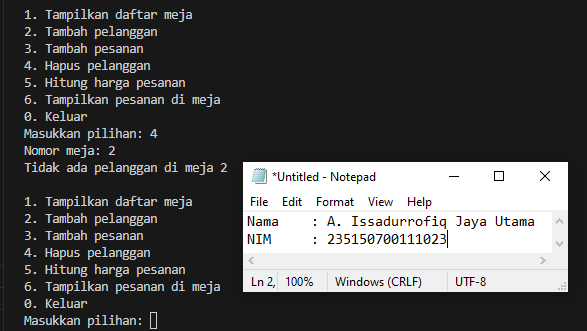 1. Tampilkan daftar meja
2. Tambah pelanggan
3. Tambah pesanan
4. Hapus pelanggan
5. Hitung harga pesanan
6. Tampilkan pesanan di meja
0. Keluar
Masukkan pilihan: 4
Nomor meja: 2
Tidak ada pelanggan di meja 2
1. Tampilkan daftar meja
2. Tambah pelanggan
3. Tambah pesanan
4. Hapus pelanggan
5. Hitung harga pesanan
6. Tampilkan pesanan di meja
0. Keluar
Masukkan pilihan:
*Untitled - Notepad
File Edit Format View Help
Nama : A. Issadurrofiq Jaya Utama
NIM : 235150700111023
Ln 2, 100% Windows (CRLF) UTF-8